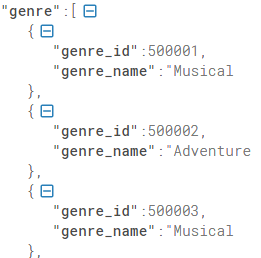 "genre":[
{
"genre_id":500001,
"genre_name":"Musical
},
{
"genre_id":500002,
"genre_name":"Adventure
},
{
"genre_id":500003,
"genre_name":"Musical
},